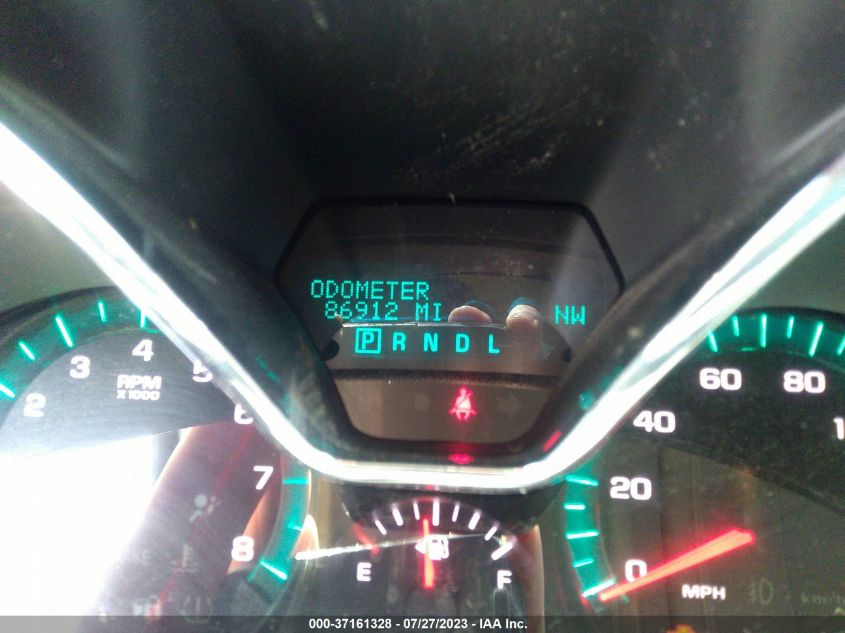 ODOMETER
86912 MI NW
P R N D L
2 3 4 5 6 7 8
RPM
X1000
0 20 40 60 80
MPH
E F
000-37161328 - 07/27/2023 - IAA Inc.